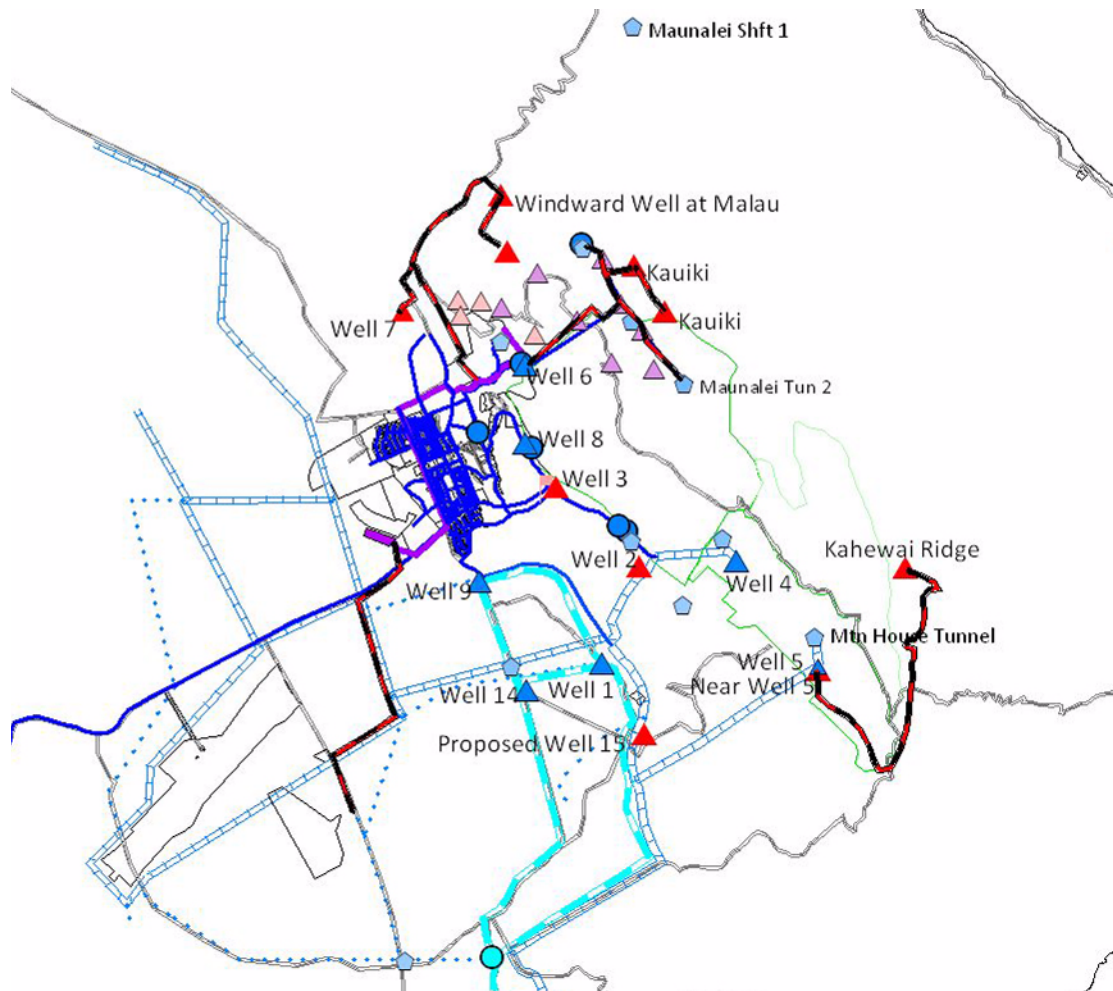 Maunalei Shft 1
Windward Well at Malau
Kauiki
Well 7
Kauiki
Well 6
Maunalei Tun 2
Well 8
Well 3
Well 2
Well 4
Kahewai Ridge
Well 9
Mtn House Tunnel
Well 5
Near Well 5
Well 14
Well 1
Proposed Well 15